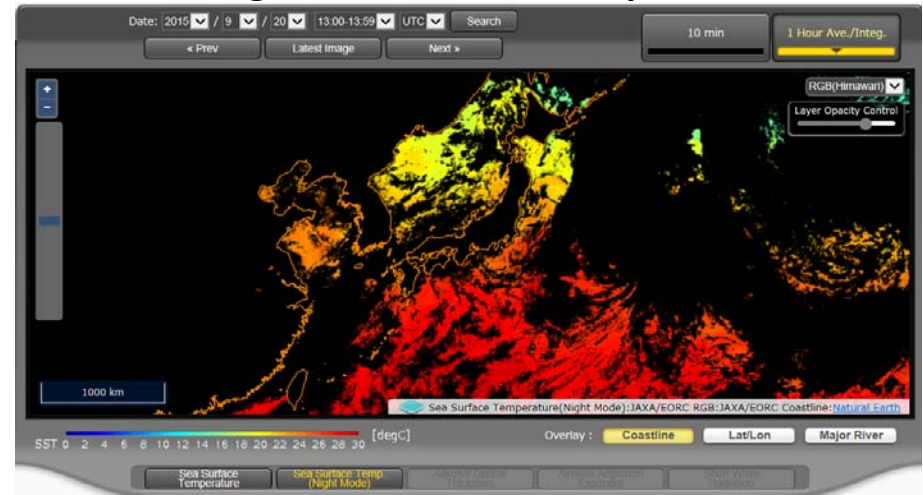 Date: 2015 / 9 / 20 13:00-13:59 UTC Search
« Prev Latest Image Next »
10 min
1 Hour Ave./Integ.
+
RGB(Himawari)
−
Layer Opacity Control
1000 km
Sea Surface Temperature(Night Mode):JAXA/EORC RGB:JAXA/EORC Coastline:Natural Earth
SST 0 2 4 6 8 10 12 14 16 18 20 22 24 26 28 30 [degC]
Overlay : Coastline Lat/Lon Major River
Sea Surface Temperature
Sea Surface Temp (Night Mode)
Aerosol Optical Thickness